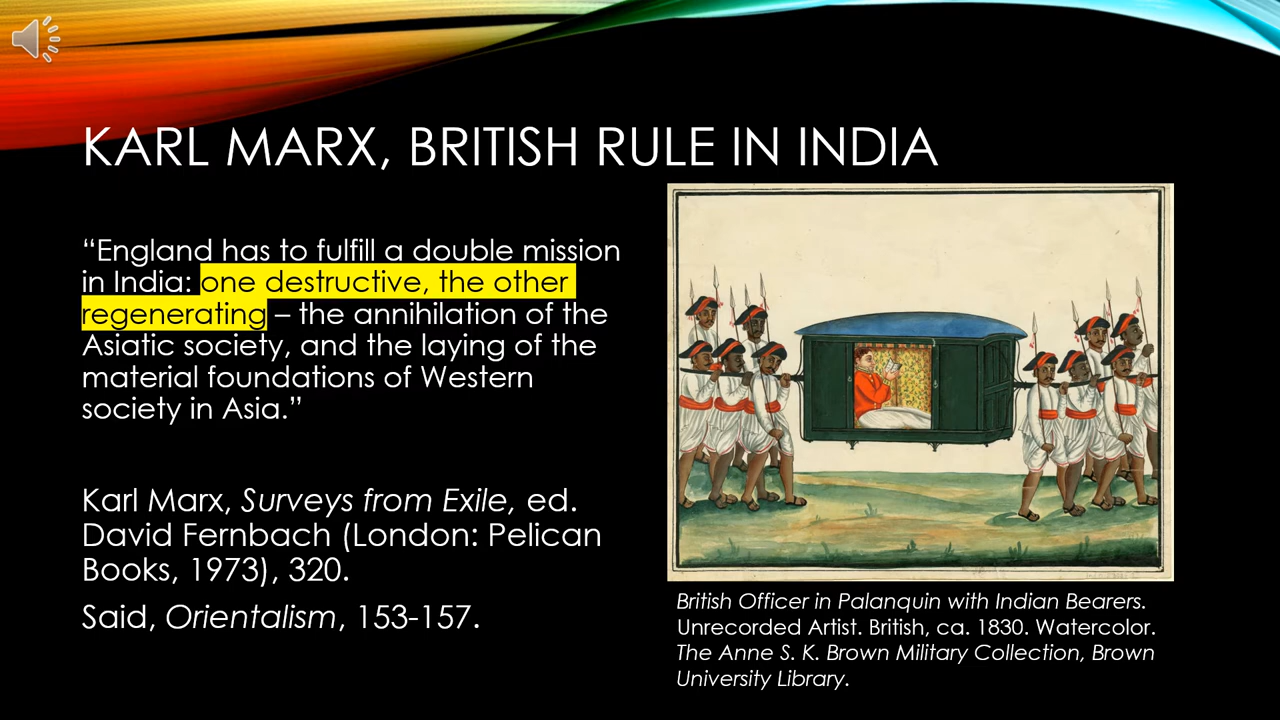 KARL MARX, BRITISH RULE IN INDIA
“England has to fulfill a double mission
in India: one destructive, the other
regenerating – the annihilation of the
Asiatic society, and the laying of the
material foundations of Western
society in Asia.”
Karl Marx, Surveys from Exile, ed.
David Fernbach (London: Pelican
Books, 1973), 320.
Said, Orientalism, 153-157.
British Officer in Palanquin with Indian Bearers.
Unrecorded Artist. British, ca. 1830. Watercolor.
The Anne S. K. Brown Military Collection, Brown
University Library.